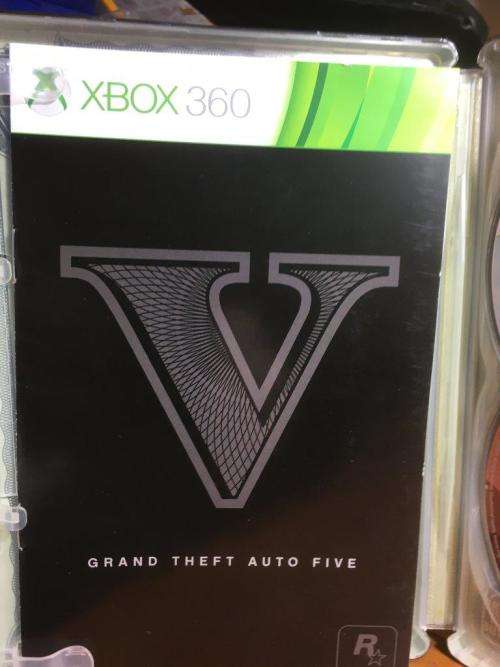 XBOX 360
V
GRAND THEFT AUTO FIVE
R